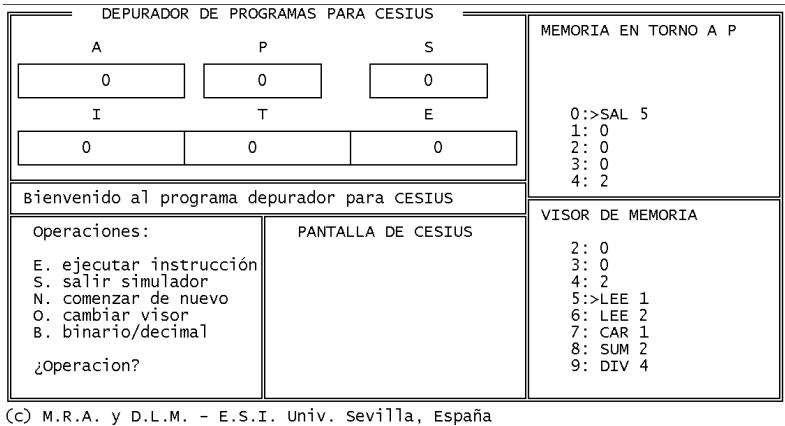 DEPURADOR DE PROGRAMAS PARA CESIUS
A P S
0 0 0
I T E
0 0 0
Bienvenido al programa depurador para CESIUS
Operaciones:
E. ejecutar instrucción
S. salir simulador
N. comenzar de nuevo
O. cambiar visor
B. binario/decimal
¿Operacion?
PANTALLA DE CESIUS
MEMORIA EN TORNO A P
0:>SAL 5
1: 0
2: 0
3: 0
4: 2
VISOR DE MEMORIA
2: 0
3: 0
4: 2
5:>LEE 1
6: LEE 2
7: CAR 1
8: SUM 2
9: DIV 4
(c) M.R.A. y D.L.M. - E.S.I. Univ. Sevilla, España